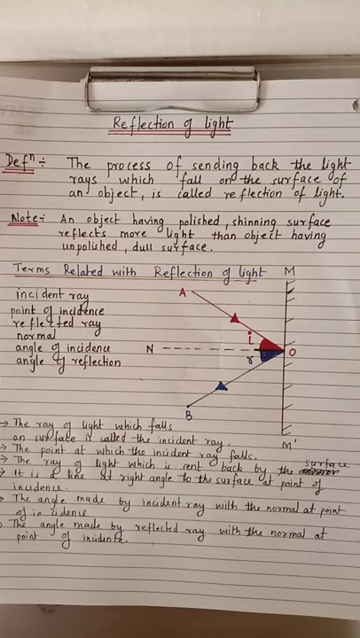 Reflection of light
Defn :- The process of sending back the light
rays which fall on the surface of
an object, is called reflection of light.
Note :- An object having polished, shinning surface
reflects more light than object having
unpolished, dull surface.
Terms Related with Reflection of light
M
A
incident ray
point of incidence
reflected ray
normal
angle of incidence
angle of reflection
i
N
O
r
B
M'
→ The ray of light which falls
on surface is called the incident ray.
→ The point at which the incident ray falls.
→ The ray of light which is sent back by the surface
→ It is a line at right angle to the surface at point of
incidence.
→ The angle made by incident ray with the normal at point
of incidence
→ The angle made by reflected ray with the normal at
point of incidente.